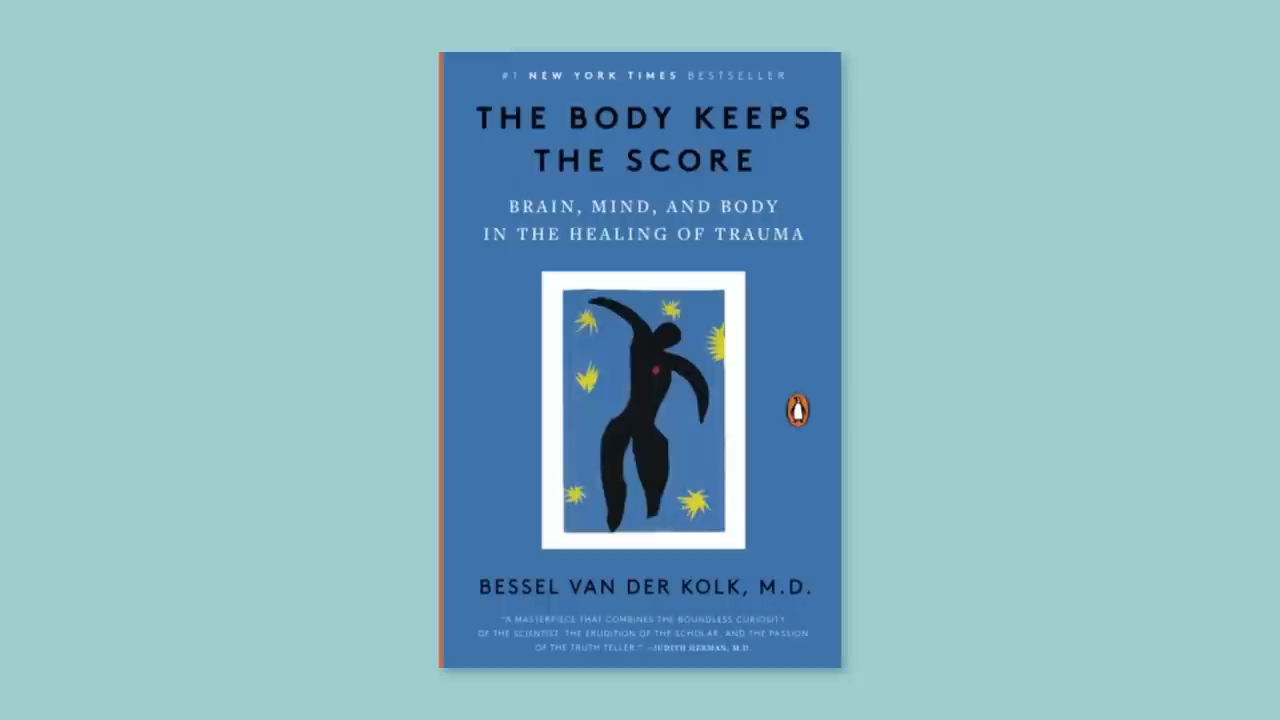 #1 NEW YORK TIMES BESTSELLER
THE BODY KEEPS
THE SCORE
BRAIN, MIND, AND BODY
IN THE HEALING OF TRAUMA
BESSEL VAN DER KOLK, M.D.
"A MASTERPIECE THAT COMBINES THE BOUNDLESS CURIOSITY
OF THE SCIENTIST, THE ERUDITION OF THE SCHOLAR, AND THE PASSION
OF THE TRUTH TELLER." —JUDITH HERMAN, M.D.